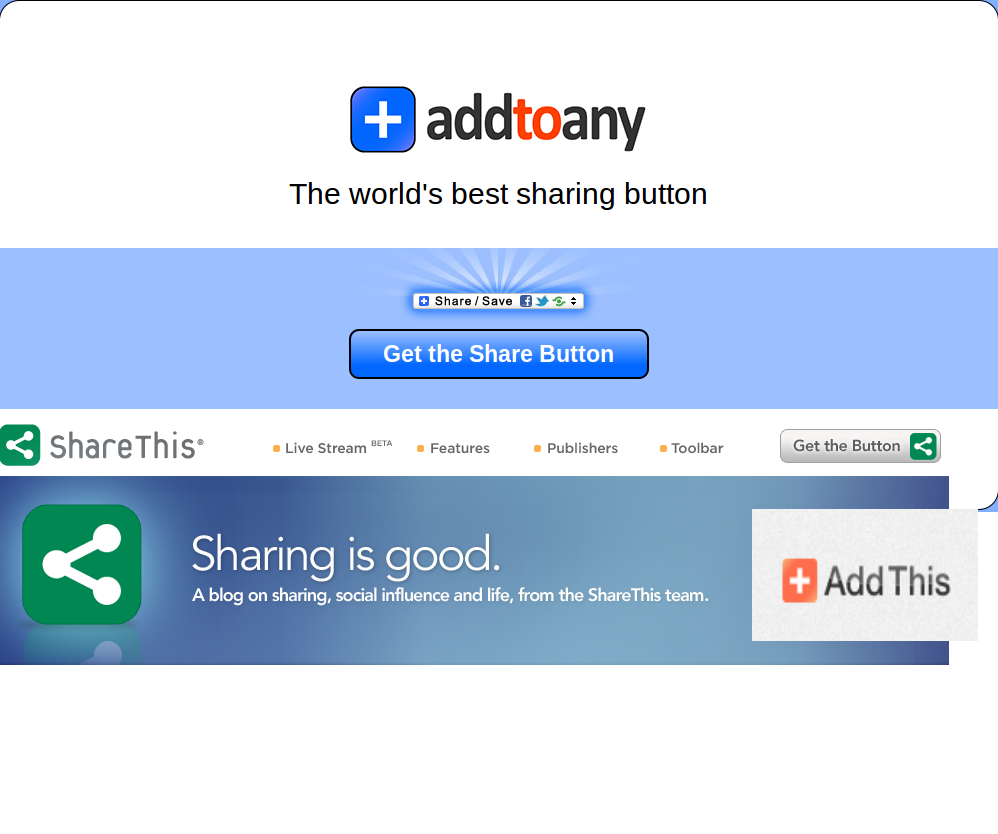 addtoany
The world's best sharing button
Share / Save
Get the Share Button
ShareThis®
Live Stream BETA
Features
Publishers
Toolbar
Get the Button
Sharing is good.
A blog on sharing, social influence and life, from the ShareThis team.
AddThis